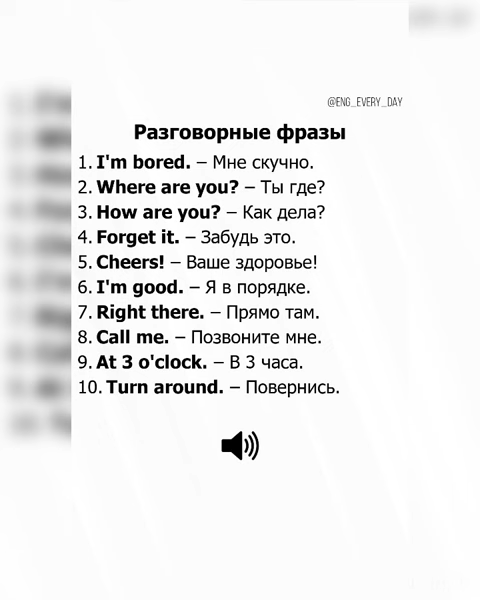 @ENG_EVERY_DAY
Разговорные фразы
1. I'm bored. – Мне скучно.
2. Where are you? – Ты где?
3. How are you? – Как дела?
4. Forget it. – Забудь это.
5. Cheers! – Ваше здоровье!
6. I'm good. – Я в порядке.
7. Right there. – Прямо там.
8. Call me. – Позвоните мне.
9. At 3 o'clock. – В 3 часа.
10. Turn around. – Повернись.